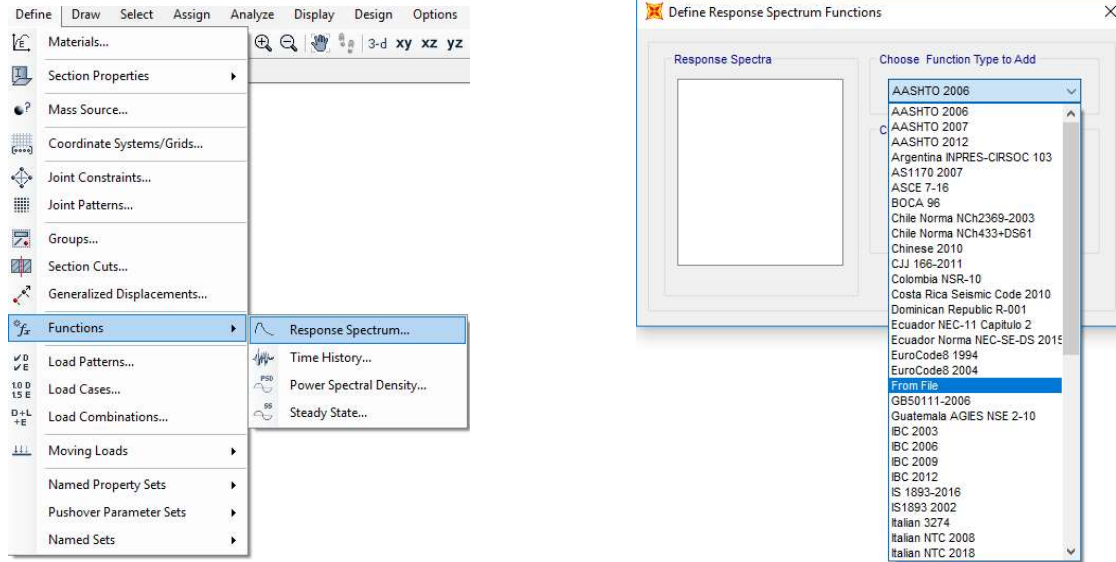 Define Draw Select Assign Analyze Display Design Options
Materials...
3-d xy xz yz
Section Properties
Mass Source...
Coordinate Systems/Grids...
Joint Constraints...
Joint Patterns...
Groups...
Section Cuts...
Generalized Displacements...
Functions
Response Spectrum...
Time History...
PSD
Power Spectral Density...
SS
Steady State...
Load Patterns...
Load Cases...
Load Combinations...
Moving Loads
Named Property Sets
Pushover Parameter Sets
Named Sets
Define Response Spectrum Functions
Response Spectra
Choose Function Type to Add
AASHTO 2006
AASHTO 2006
AASHTO 2007
AASHTO 2012
Argentina INPRES-CIRSOC 103
AS1170 2007
ASCE 7-16
BOCA 96
Chile Norma NCh2369-2003
Chile Norma NCh433+DS61
Chinese 2010
CJJ 166-2011
Colombia NSR-10
Costa Rica Seismic Code 2010
Dominican Republic R-001
Ecuador NEC-11 Capitulo 2
Ecuador Norma NEC-SE-DS 2015
EuroCode8 1994
EuroCode8 2004
From File
GB50111-2006
Guatemala AGIES NSE 2-10
IBC 2003
IBC 2006
IBC 2009
IBC 2012
IS 1893-2016
IS1893 2002
Italian 3274
Italian NTC 2008
Italian NTC 2018